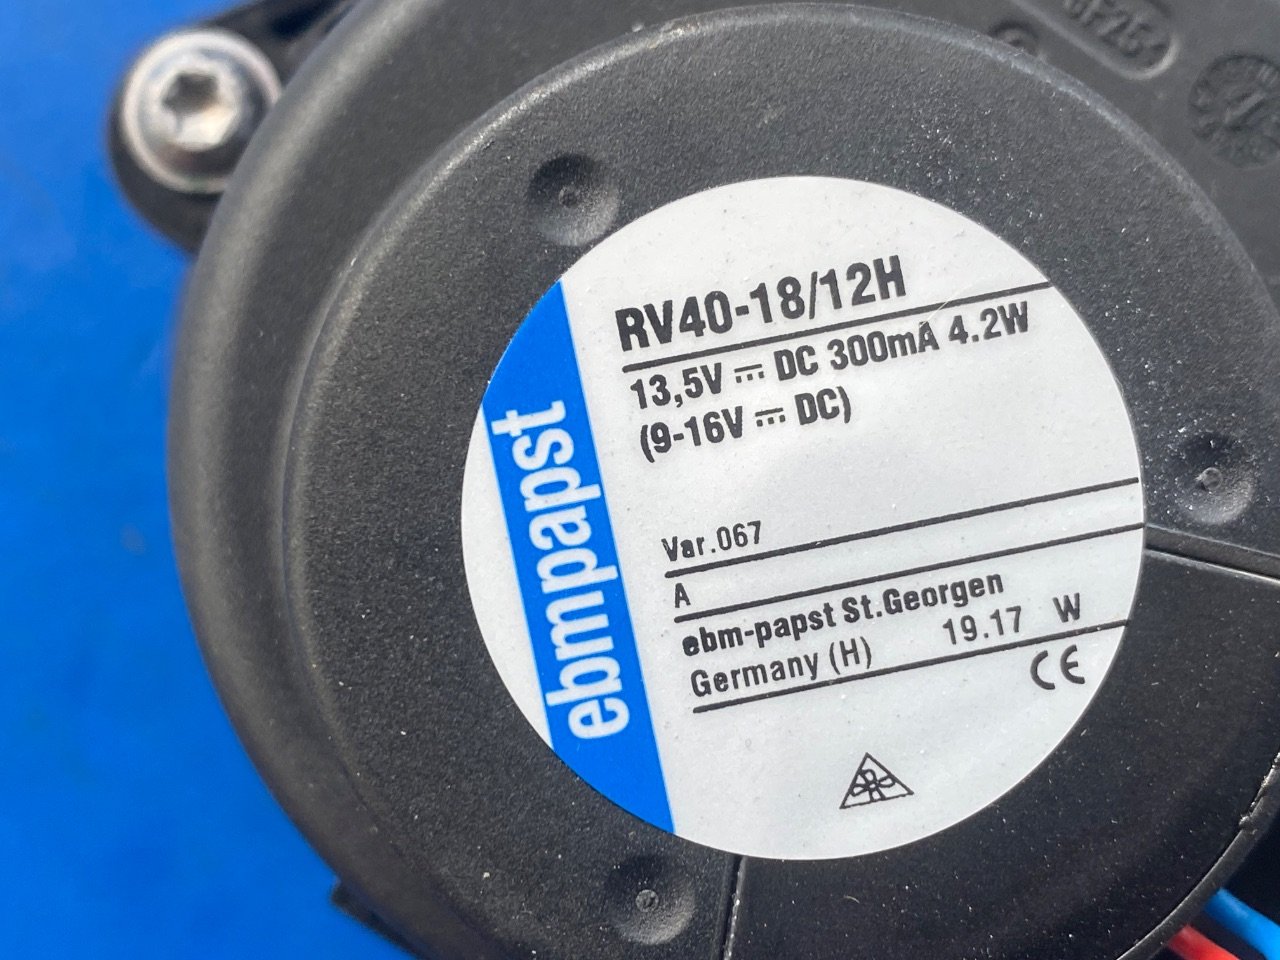 RV40-18/12H
13,5V ⎓ DC 300mA 4.2W
(9-16V ⎓ DC)
Var.067
A
ebm-papst St.Georgen
Germany (H) 19.17 W
CE
ebmpapst